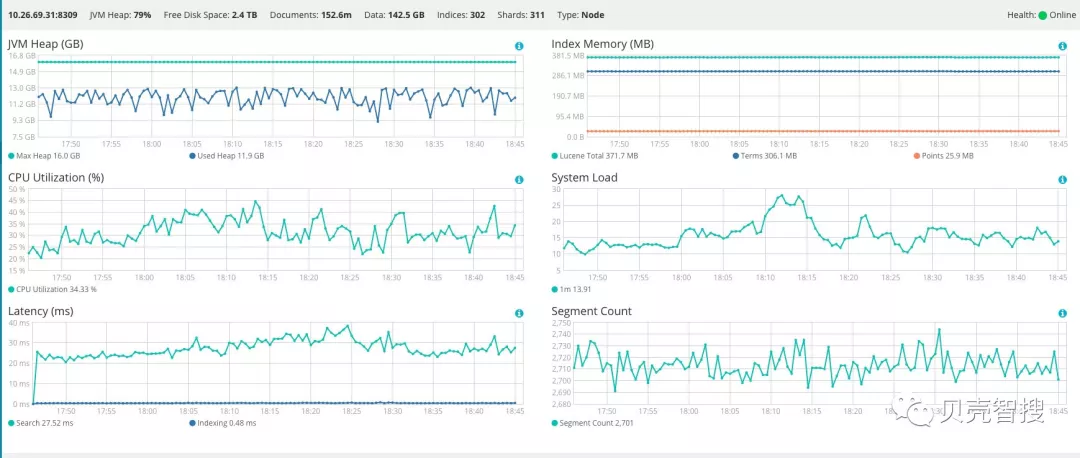 10.26.69.31:8309 JVM Heap: 79% Free Disk Space: 2.4 TB Documents: 152.6m Data: 142.5 GB Indices: 302 Shards: 311 Type: Node Health: Online
JVM Heap (GB)
16.8 GB
14.9 GB
13.0 GB
11.2 GB
9.3 GB
7.5 GB
17:50 17:55 18:00 18:05 18:10 18:15 18:20 18:25 18:30 18:35 18:40 18:45
Max Heap 16.0 GB Used Heap 11.9 GB
Index Memory (MB)
381.5 MB
286.1 MB
190.7 MB
95.4 MB
0.0 B
17:50 17:55 18:00 18:05 18:10 18:15 18:20 18:25 18:30 18:35 18:40 18:45
Lucene Total 371.7 MB Terms 306.1 MB Points 25.9 MB
CPU Utilization (%)
50 %
45 %
40 %
35 %
30 %
25 %
20 %
15 %
17:50 17:55 18:00 18:05 18:10 18:15 18:20 18:25 18:30 18:35 18:40 18:45
CPU Utilization 34.33 %
System Load
30
25
20
15
10
5
17:50 17:55 18:00 18:05 18:10 18:15 18:20 18:25 18:30 18:35 18:40 18:45
1m 13.91
Latency (ms)
40 ms
30 ms
20 ms
10 ms
0 ms
17:50 17:55 18:00 18:05 18:10 18:15 18:20 18:25 18:30 18:35 18:40 18:45
Search 27.52 ms Indexing 0.48 ms
Segment Count
2,750
2,740
2,730
2,720
2,710
2,700
2,690
2,680
17:50 17:55 18:00 18:05 18:10 18:15 18:20 18:25 18:30 18:35 18:40 18:45
Segment Count 2,701
贝壳智搜